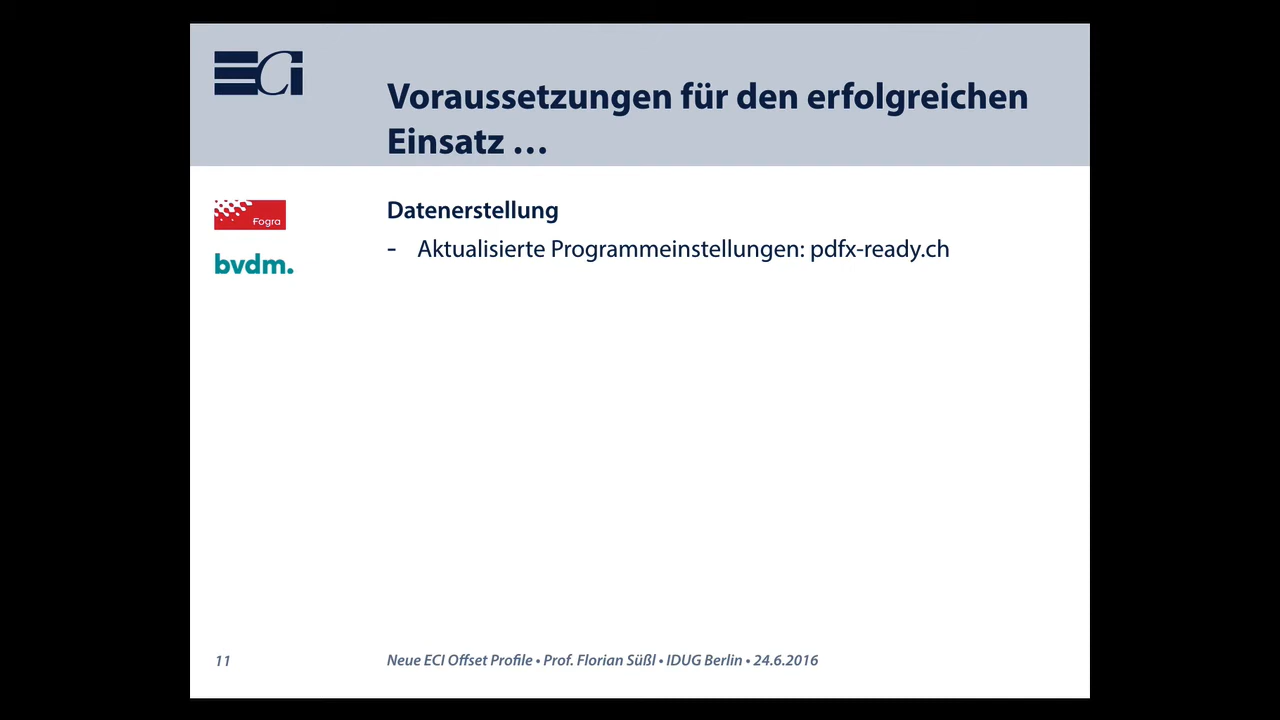 ECi
Voraussetzungen für den erfolgreichen
Einsatz …
Fogra
bvdm.
Datenerstellung
- Aktualisierte Programmeinstellungen: pdfx-ready.ch
11
Neue ECI Offset Profile • Prof. Florian Süßl • IDUG Berlin • 24.6.2016